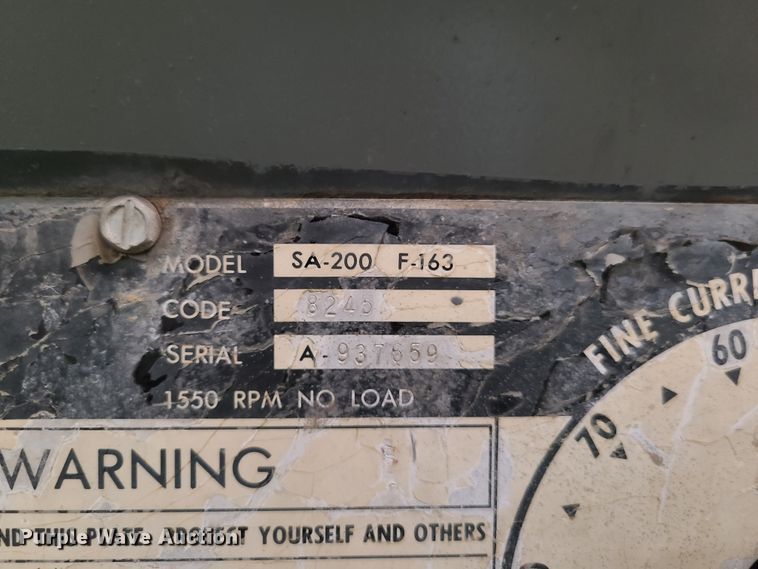 MODEL SA-200 F-163
CODE 8245
SERIAL A-937659
1550 RPM NO LOAD
FINE CURR
60
70
WARNING
PROTECT YOURSELF AND OTHERS
Purple Wave Auction